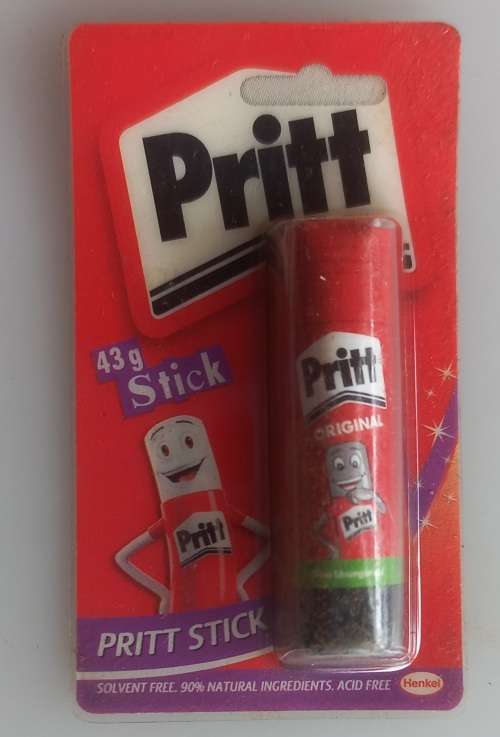 Pritt
43g
Stick
Pritt
ORIGINAL
Pritt
Pritt
PRITT STICK
SOLVENT FREE. 90% NATURAL INGREDIENTS. ACID FREE
Henkel